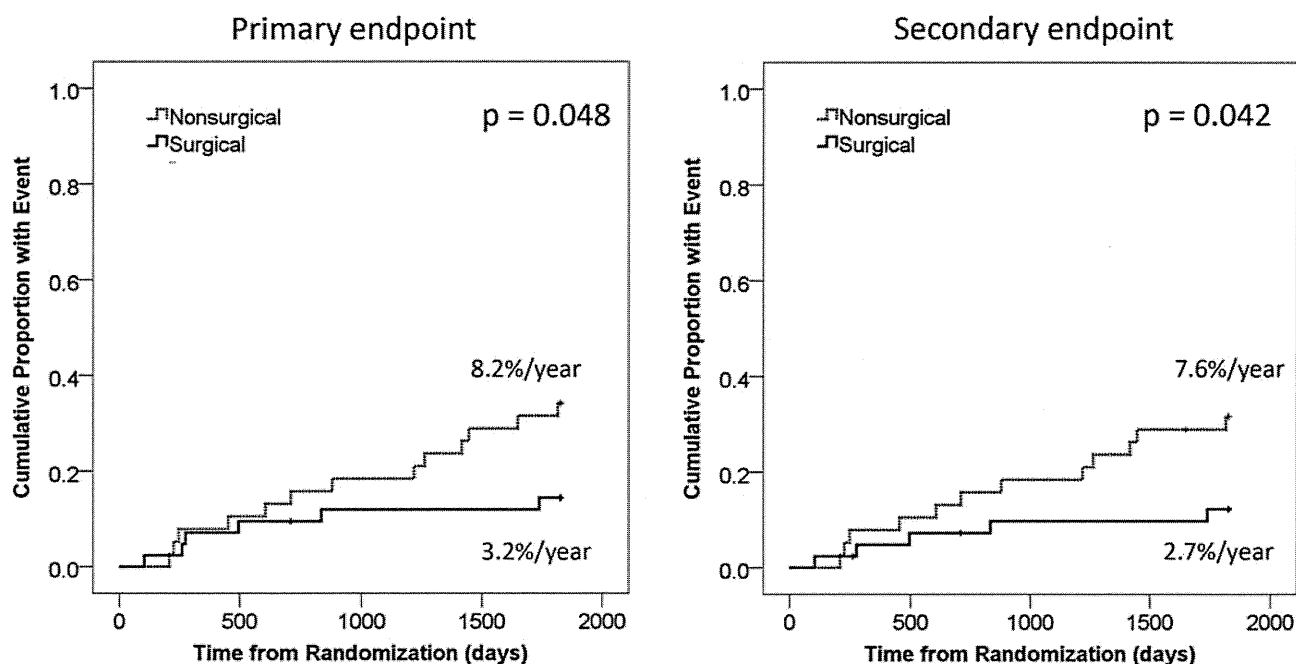 Primary endpoint
1.0
0.8
0.6
0.4
0.2
0.0
Cumulative Proportion with Event
Nonsurgical
Surgical
p = 0.048
8.2%/year
3.2%/year
0 500 1000 1500 2000
Time from Randomization (days)
Secondary endpoint
1.0
0.8
0.6
0.4
0.2
0.0
Cumulative Proportion with Event
Nonsurgical
Surgical
p = 0.042
7.6%/year
2.7%/year
0 500 1000 1500 2000
Time from Randomization (days)